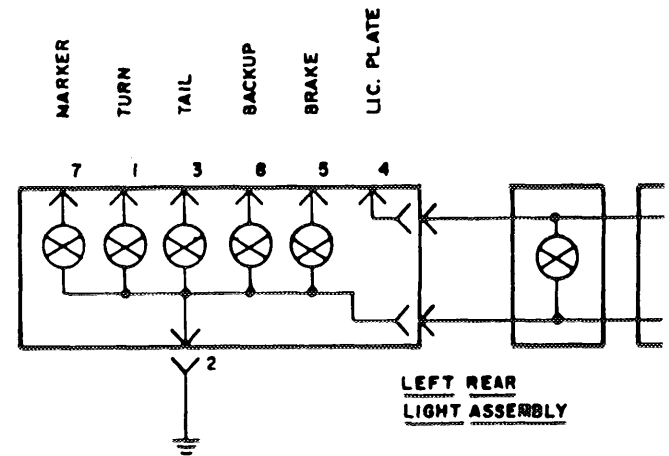 MARKER
TURN
TAIL
BACKUP
BRAKE
LIC. PLATE
7 1 3 6 5 4
2
LEFT REAR
LIGHT ASSEMBLY